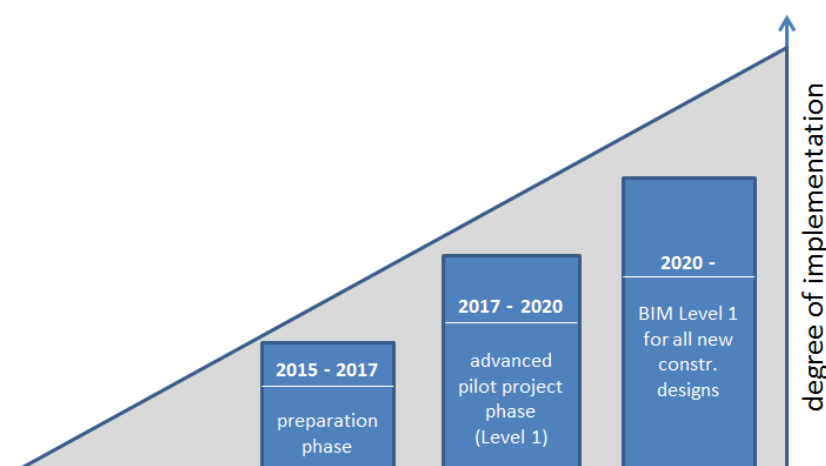 2015 - 2017
preparation
phase
2017 - 2020
advanced
pilot project
phase
(Level 1)
2020 -
BIM Level 1
for all new
constr.
designs
degree of implementation